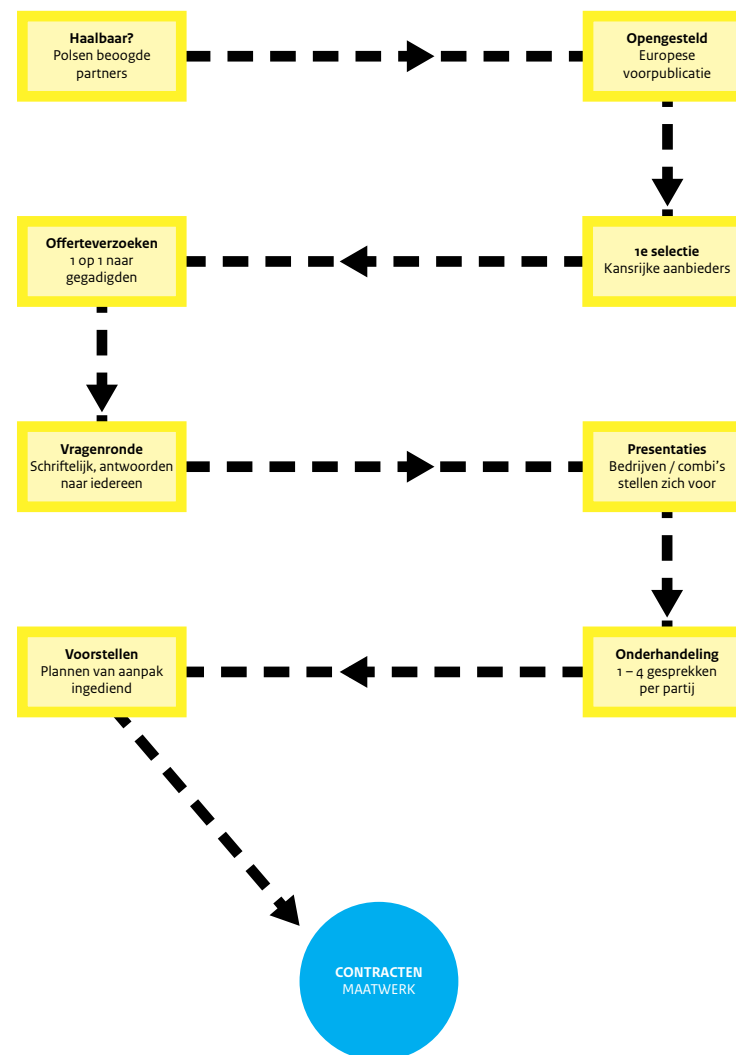 Haalbaar?
Polsen beoogde
partners
Opengesteld
Europese
voorpublicatie
1e selectie
Kansrijke aanbieders
Offerteverzoeken
1 op 1 naar
gegadigden
Vragenronde
Schriftelijk, antwoorden
naar iedereen
Presentaties
Bedrijven / combi’s
stellen zich voor
Onderhandeling
1 – 4 gesprekken
per partij
Voorstellen
Plannen van aanpak
ingediend
CONTRACTEN
MAATWERK